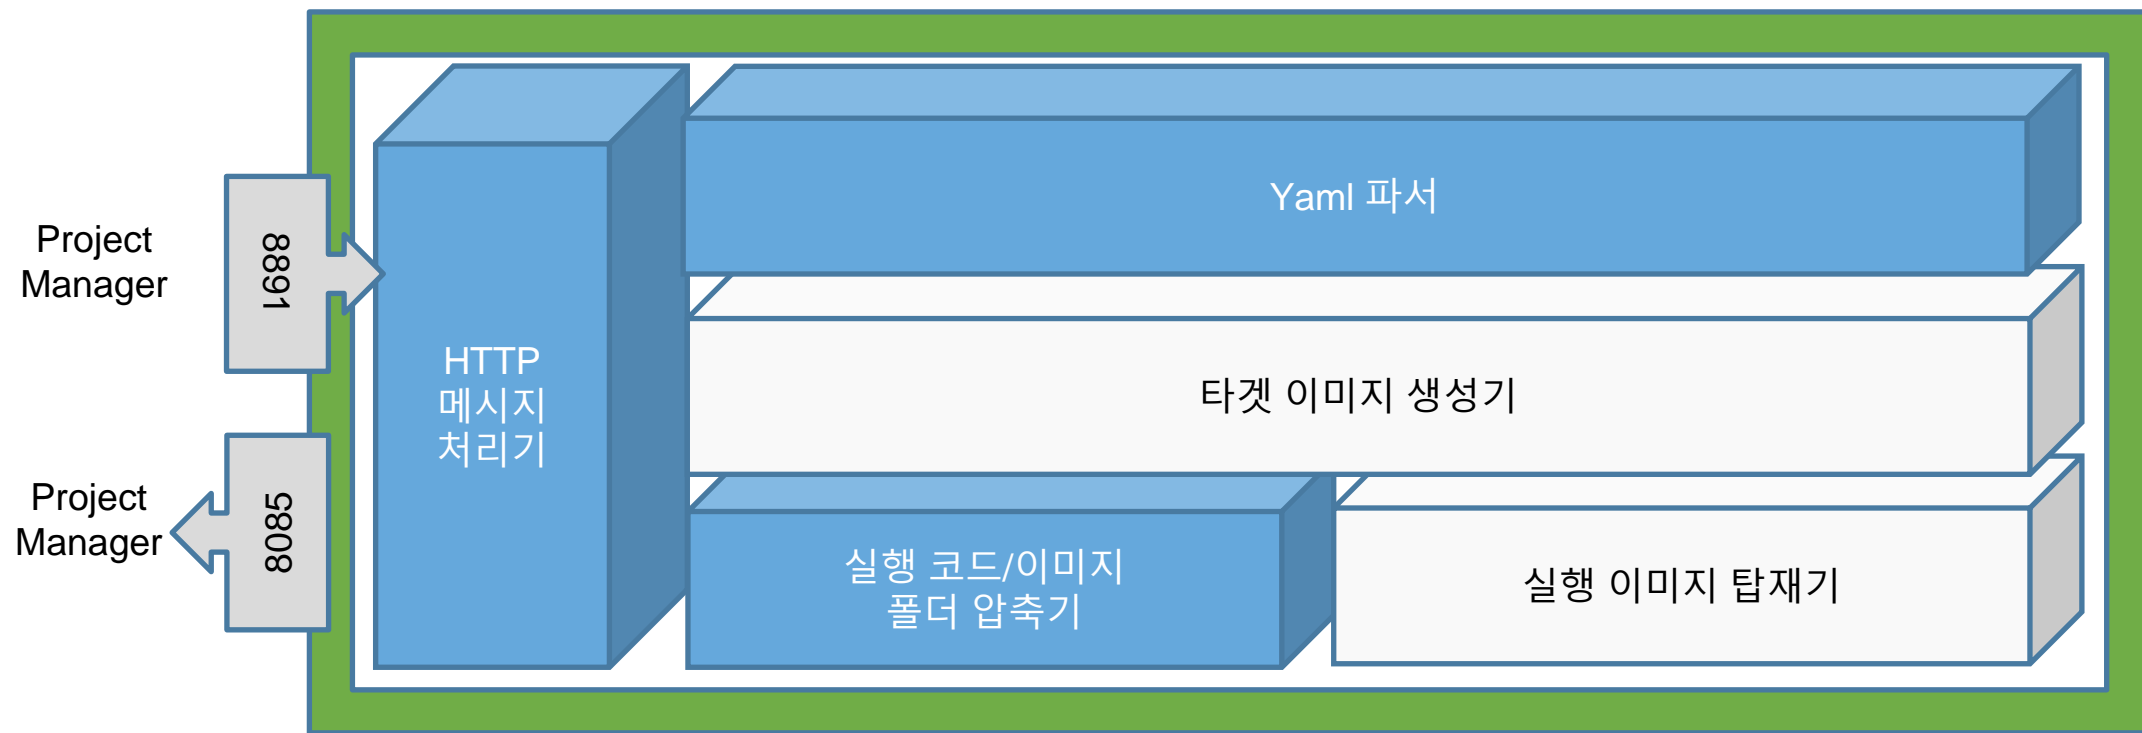 Project
Manager
8891
Project
Manager
8085
HTTP
메시지
처리기
Yaml 파서
타겟 이미지 생성기
실행 코드/이미지
폴더 압축기
실행 이미지 탑재기